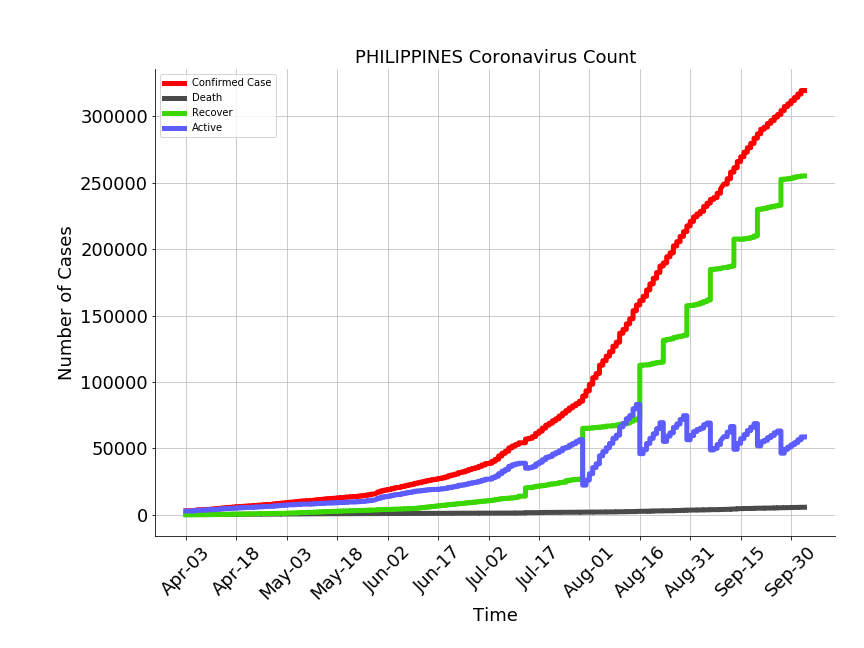 PHILIPPINES Coronavirus Count
Confirmed Case
Death
Recover
Active
Number of Cases
300000
250000
200000
150000
100000
50000
0
Apr-03
Apr-18
May-03
May-18
Jun-02
Jun-17
Jul-02
Jul-17
Aug-01
Aug-16
Aug-31
Sep-15
Sep-30
Time